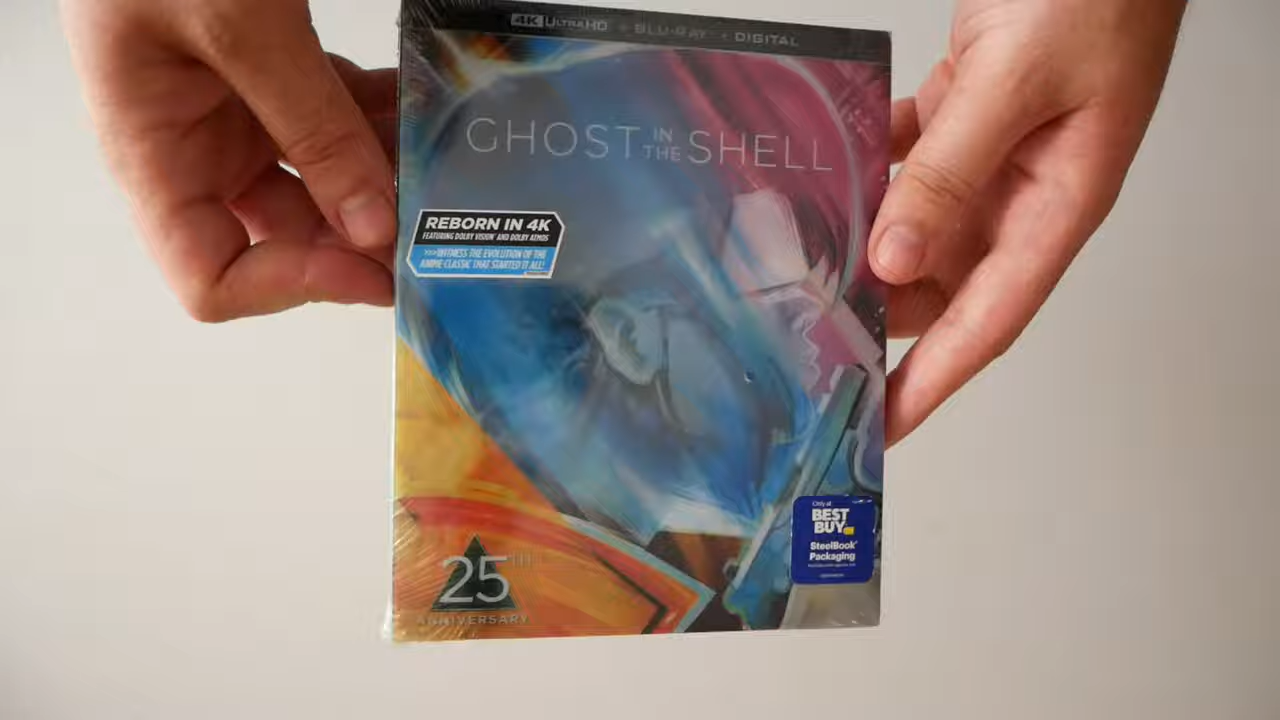 4K ULTRA HD + BLU-RAY + DIGITAL
GHOST IN THE SHELL
REBORN IN 4K
FEATURING DOLBY VISION® AND DOLBY ATMOS
WITNESS THE EVOLUTION OF THE
ANIME CLASSIC THAT STARTED IT ALL!
Only at
BEST
BUY
SteelBook®
Packaging
25TH
ANNIVERSARY